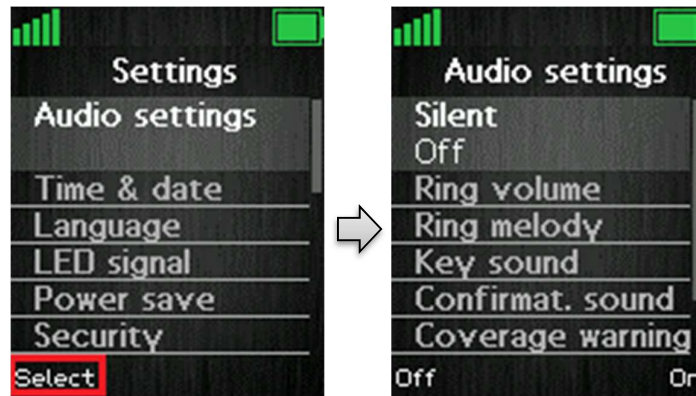 Settings
Audio settings
Time & date
Language
LED signal
Power save
Security
Select
Audio settings
Silent
Off
Ring volume
Ring melody
Key sound
Confirmat. sound
Coverage warning
Off